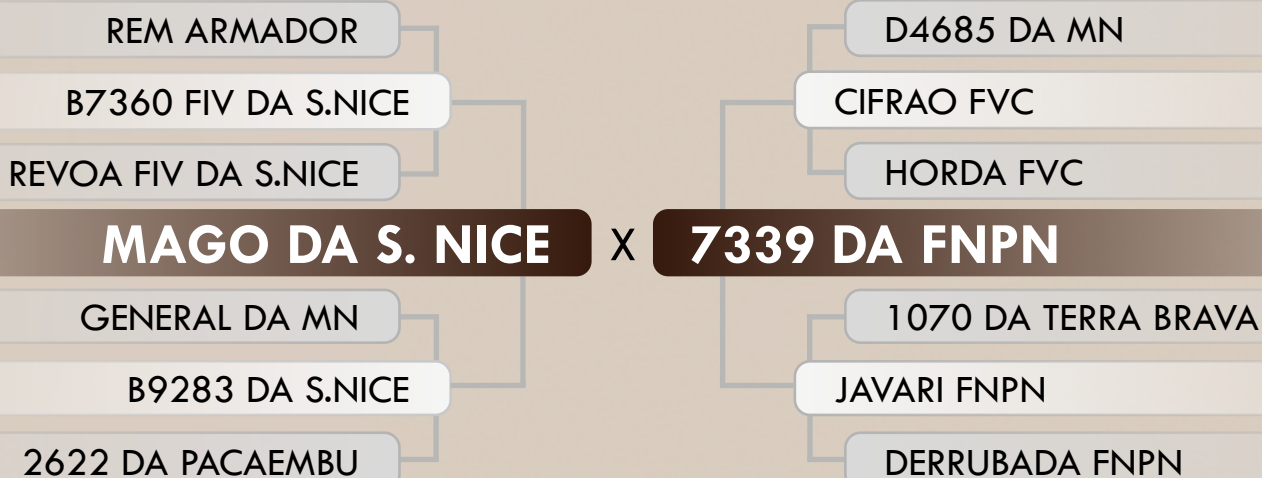 REM ARMADOR
B7360 FIV DA S.NICE
REVOA FIV DA S.NICE
MAGO DA S. NICE X 7339 DA FNPN
GENERAL DA MN
B9283 DA S.NICE
2622 DA PACAEMBU
D4685 DA MN
CIFRAO FVC
HORDA FVC
1070 DA TERRA BRAVA
JAVARI FNPN
DERRUBADA FNPN